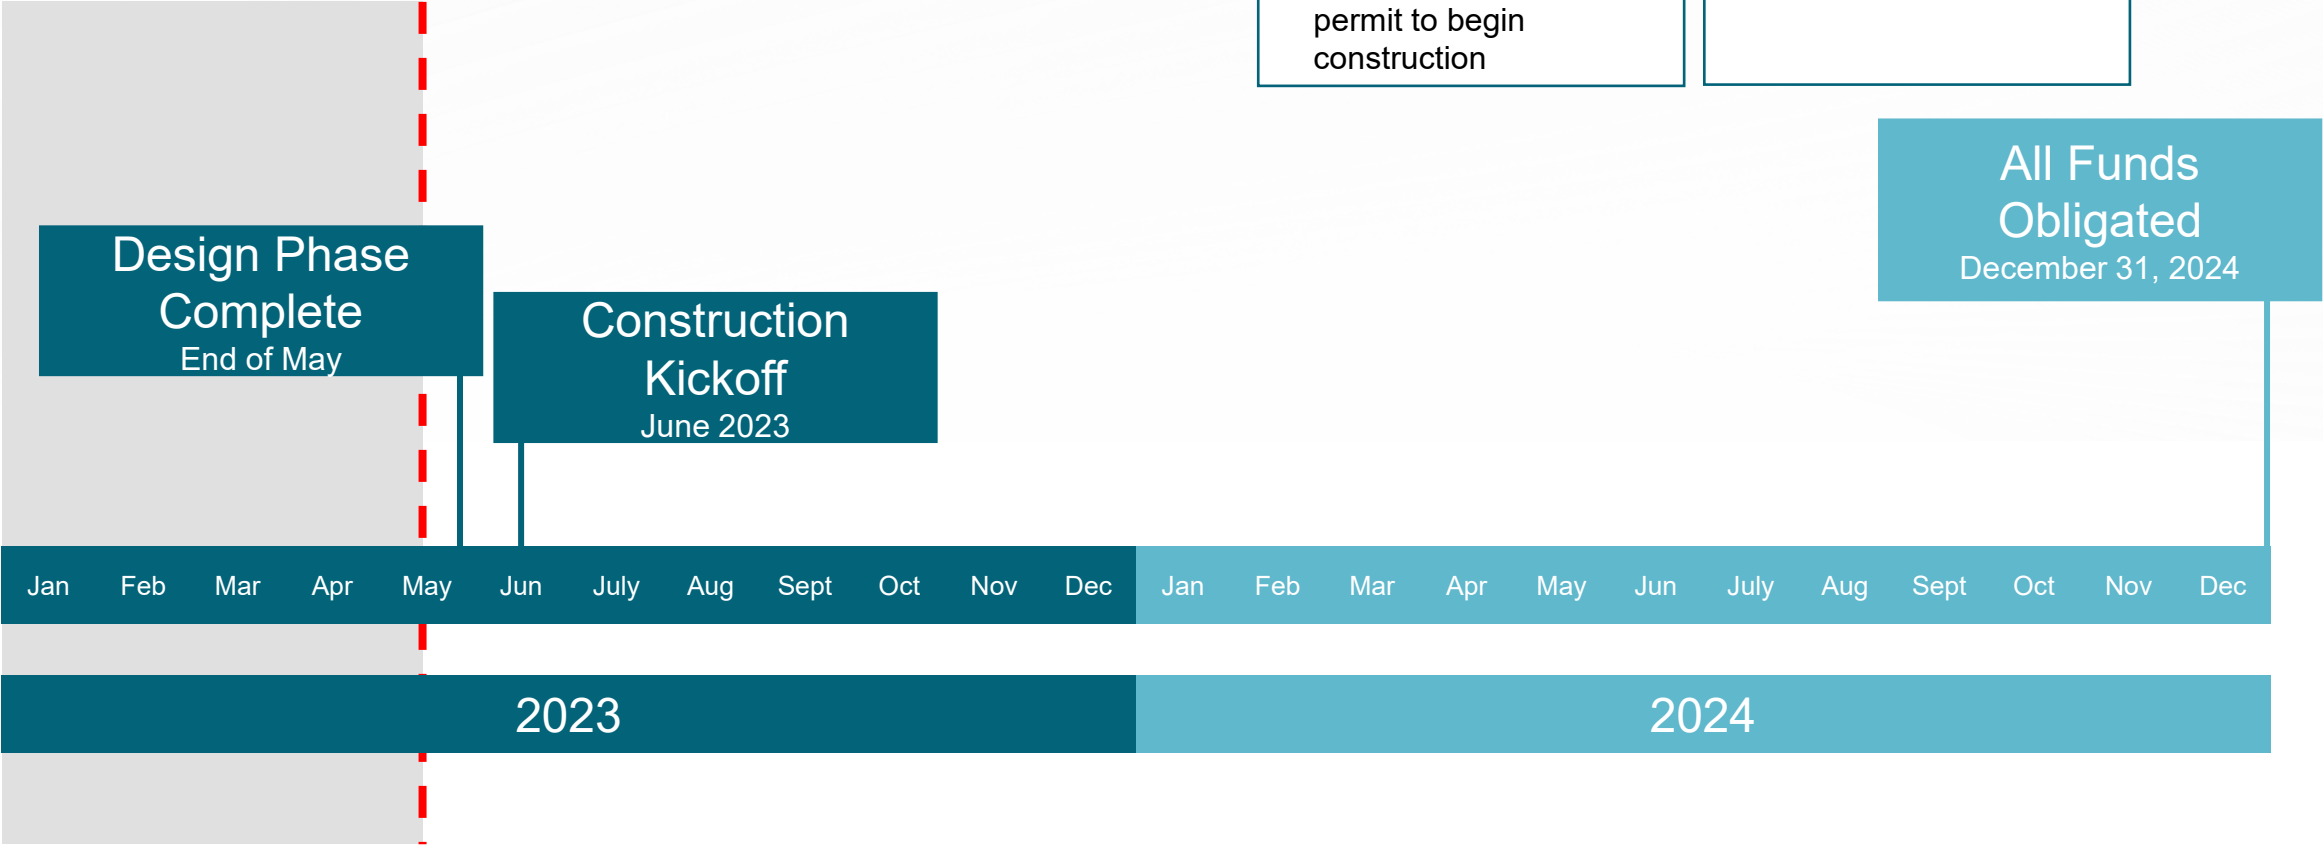 permit to begin
construction
All Funds
Obligated
December 31, 2024
Design Phase
Complete
End of May
Construction
Kickoff
June 2023
Jan Feb Mar Apr May Jun July Aug Sept Oct Nov Dec Jan Feb Mar Apr May Jun July Aug Sept Oct Nov Dec
2023 2024